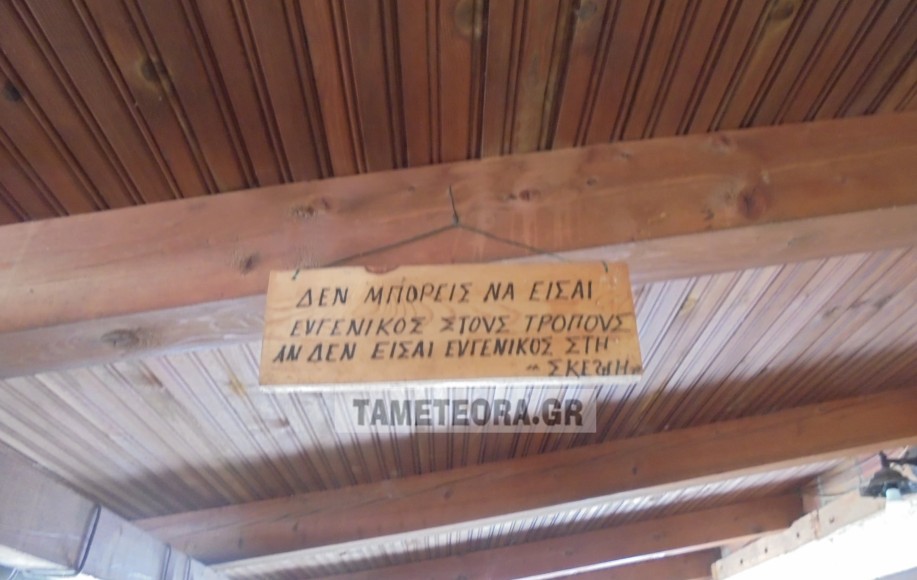 ΔΕΝ ΜΠΟΡΕΙΣ ΝΑ ΕΙΣΑΙ
ΕΥΓΕΝΙΚΟΣ ΣΤΟΥΣ ΤΡΟΠΟΥΣ
ΑΝ ΔΕΝ ΕΙΣΑΙ ΕΥΓΕΝΙΚΟΣ ΣΤΗ
"ΣΚΕΨΗ"
TAMETEORA.GR